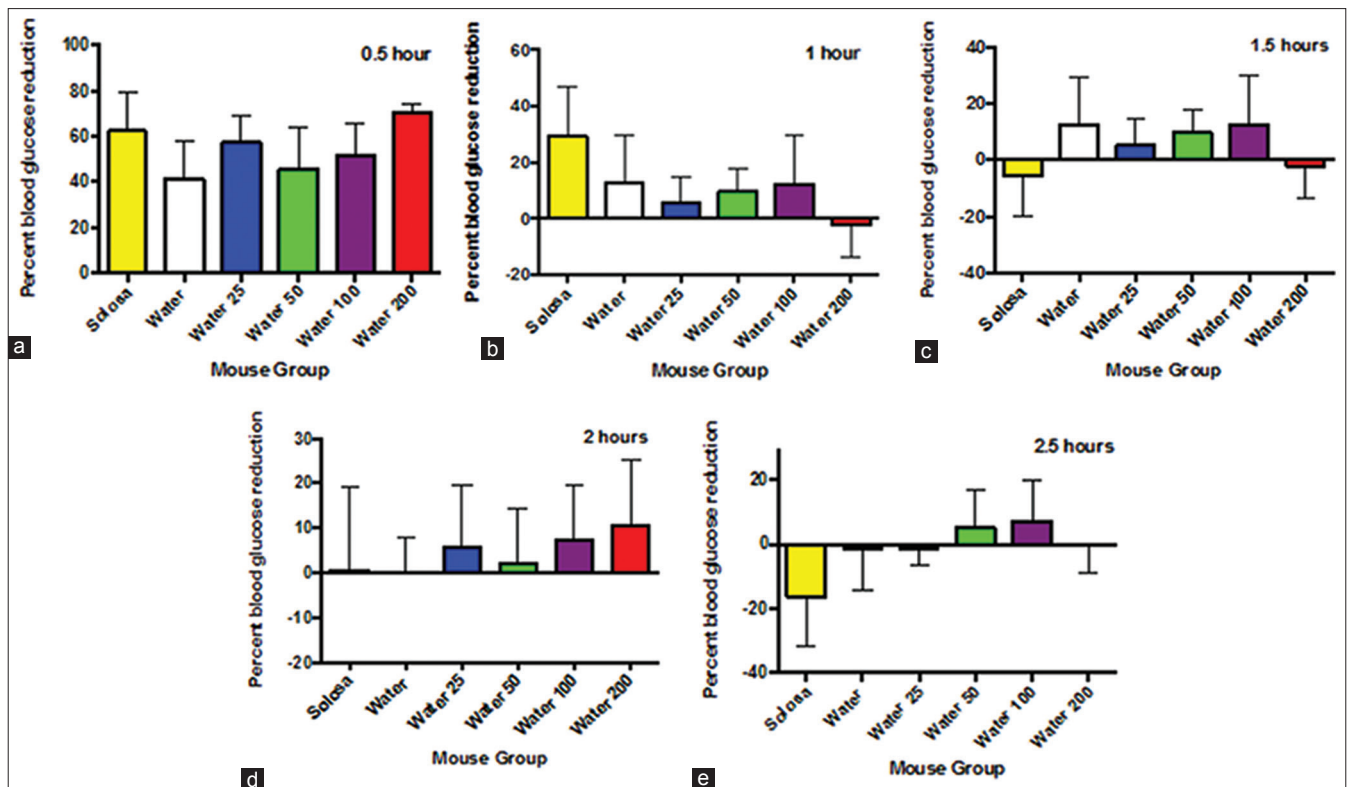 Percent blood glucose reduction
0.5 hour
100
80
60
40
20
0
Solosa
Water
Water 25
Water 50
Water 100
Water 200
Mouse Group
a
Percent blood glucose reduction
1 hour
60
40
20
0
-20
Solosa
Water
Water 25
Water 50
Water 100
Water 200
Mouse Group
b
Percent blood glucose reduction
1.5 hours
40
20
0
-20
-40
Solosa
Water
Water 25
Water 50
Water 100
Water 200
Mouse Group
c
Percent blood glucose reduction
2 hours
30
20
10
0
-10
-20
Solosa
Water
Water 25
Water 50
Water 100
Water 200
Mouse Group
d
Percent blood glucose reduction
2.5 hours
20
0
-20
-40
Solosa
Water
Water 25
Water 50
Water 100
Water 200
Mouse Group
e